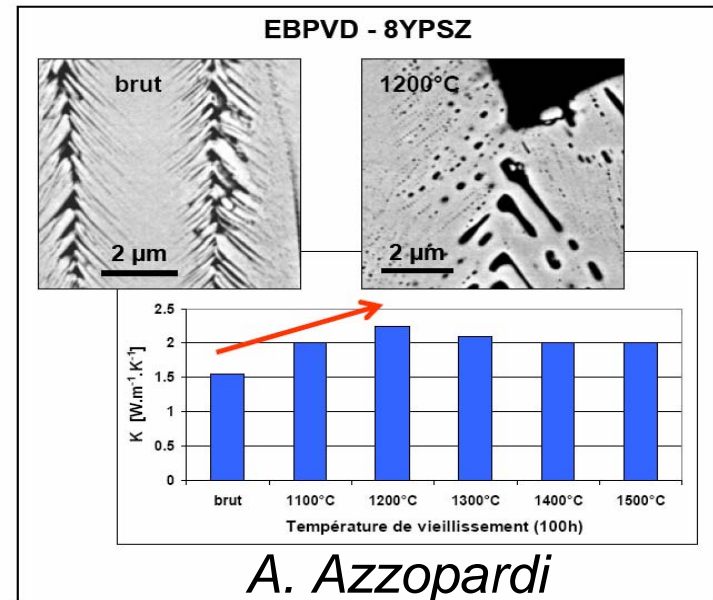 EBPVD - 8YPSZ
brut
1200°C
2 µm
2 µm
2.5
2
1.5
1
0.5
0
K [W.m-1.K-1]
brut 1100°C 1200°C 1300°C 1400°C 1500°C
Température de vieillissement (100h)
A. Azzopardi